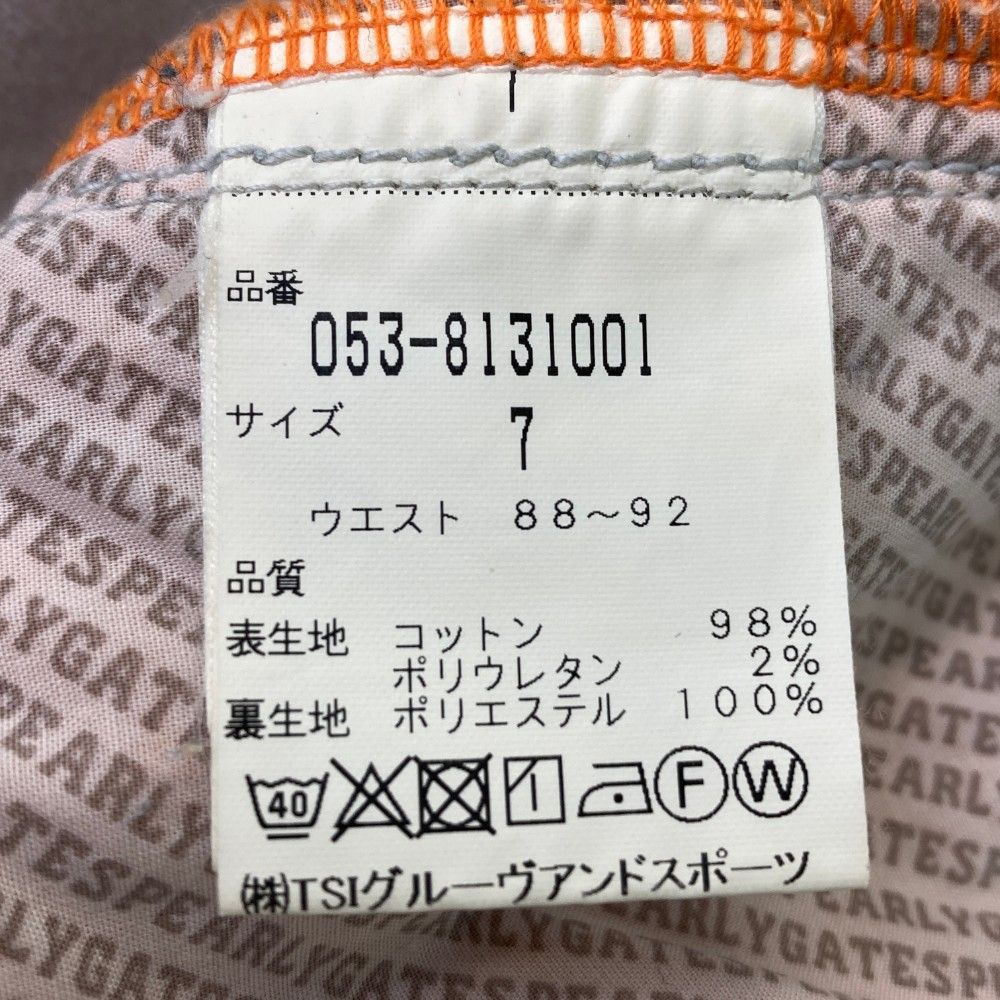 品番
053-8131001
サイズ 7
ウエスト 88～92
品質
表生地 コットン 98%
ポリウレタン 2%
裏生地 ポリエステル 100%
40 F W
㈱TSIグルーヴアンドスポーツ
PEARLYGATES